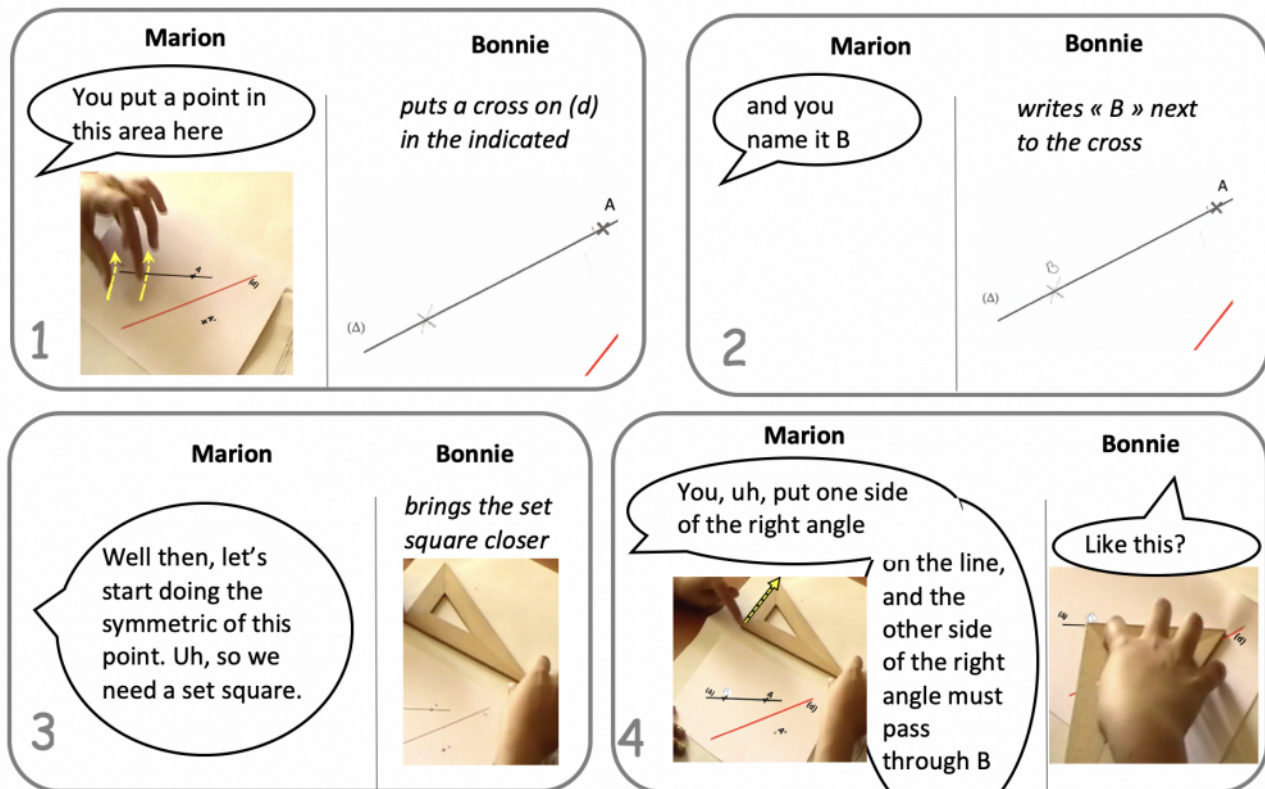 Marion
Bonnie
You put a point in
this area here
puts a cross on (d)
in the indicated
A
(Δ)
A
(d)
1
Marion
Bonnie
and you
name it B
writes « B » next
to the cross
A
B
(Δ)
2
Marion
Bonnie
Well then, let's
start doing the
symmetric of this
point. Uh, so we
need a set square.
brings the set
square closer
3
Marion
Bonnie
You, uh, put one side
of the right angle
on the line,
and the
other side
of the right
angle must
pass
through B
Like this?
A
(d)
(d)
4